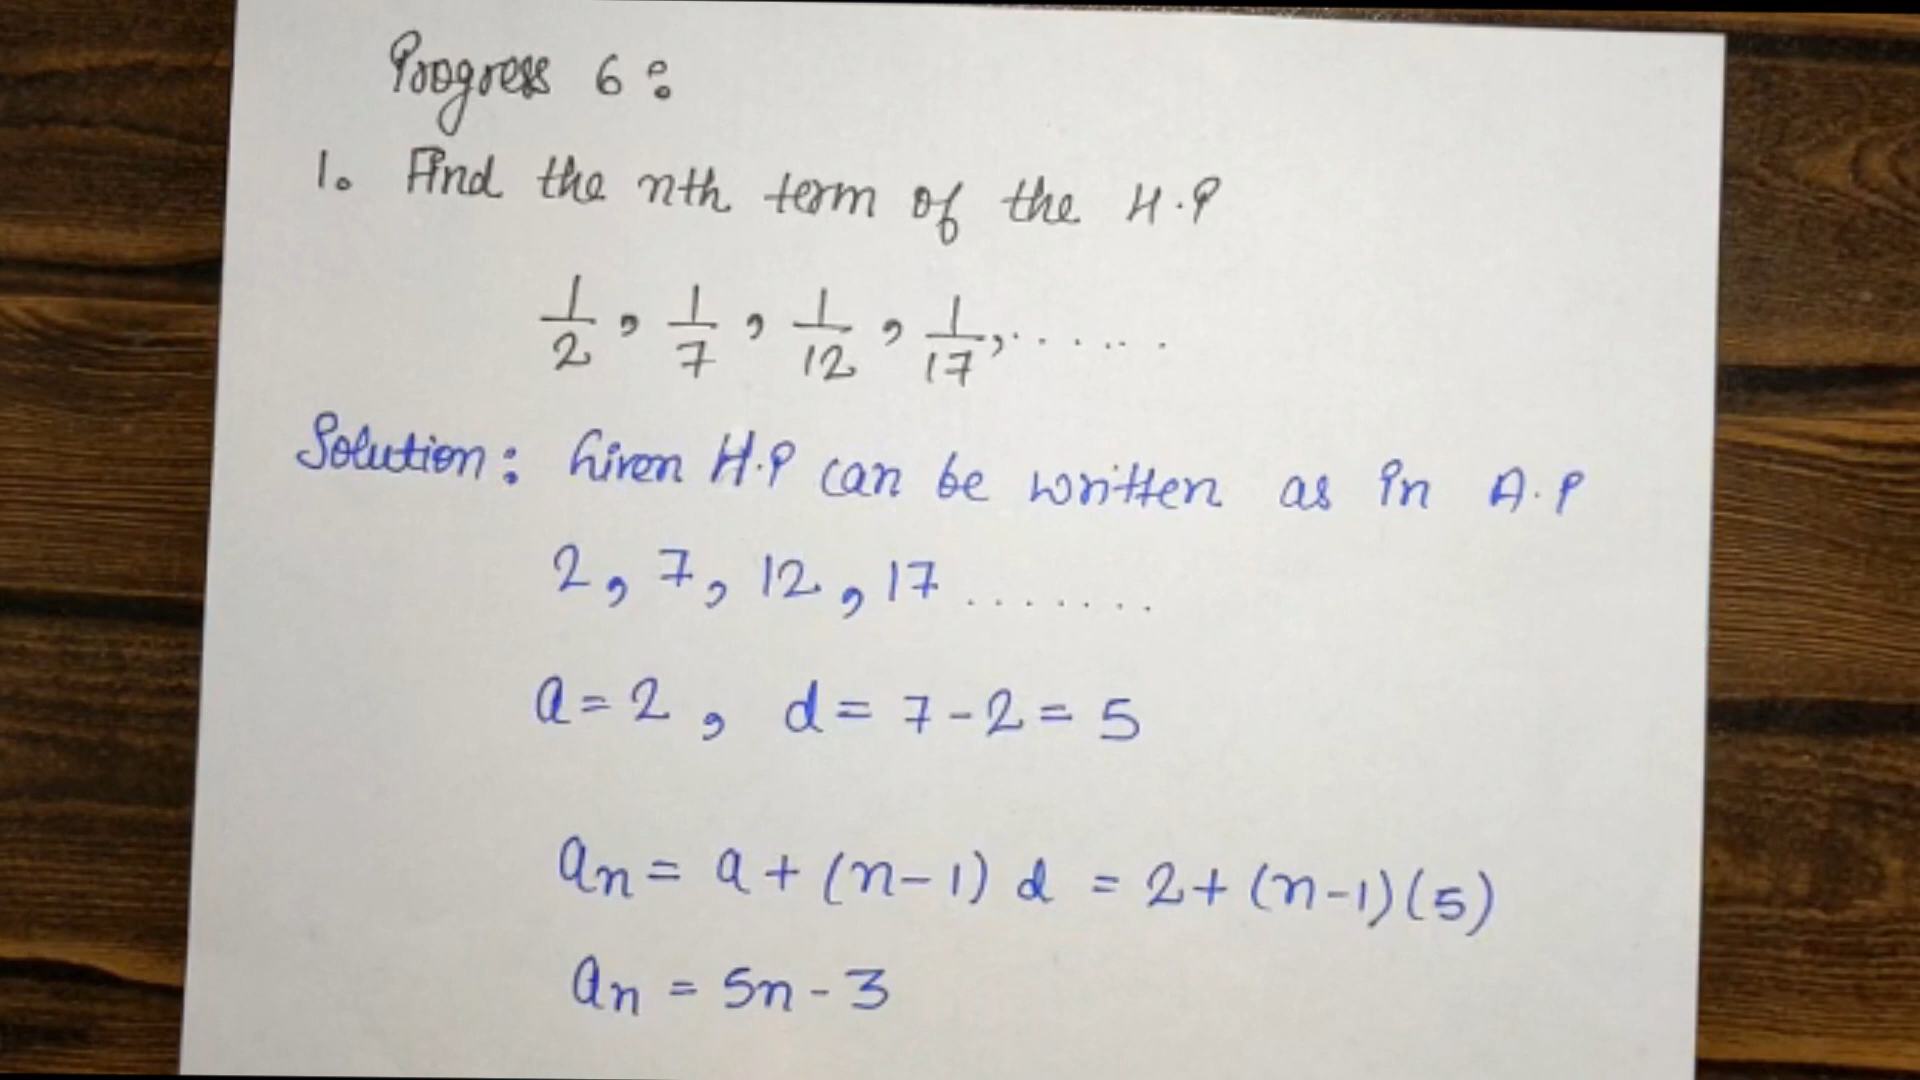 Progress 6:
1. Find the nth term of the H.P
1/2, 1/7, 1/12, 1/17, ......
Solution: Given H.P can be written as in A.P
2, 7, 12, 17 .......
a = 2, d = 7 - 2 = 5
an = a + (n-1) d = 2 + (n-1)(5)
an = 5n - 3